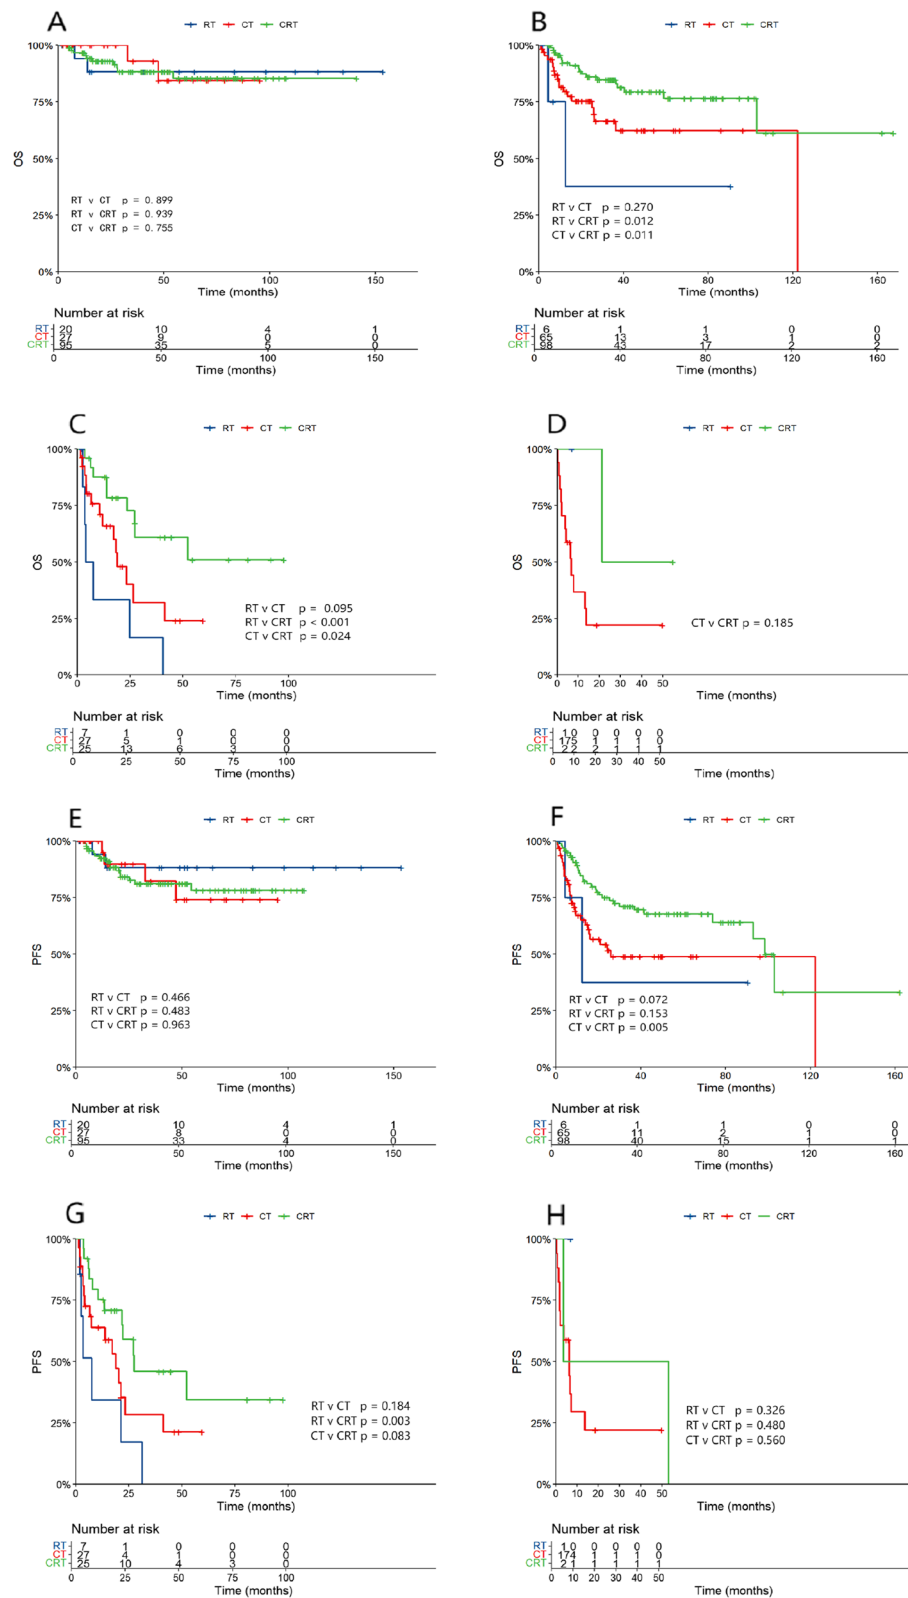 A
RT CT CRT
100%
75%
50%
25%
0%
OS
RT v CT p = 0.899
RT v CRT p = 0.939
CT v CRT p = 0.755
0 50 100 150
Time (months)
Number at risk
RT 20 10 4 1
CT 27 9 0 0
CRT 95 35 5 0
0 50 100 150
Time (months)
B
RT CT CRT
100%
75%
50%
25%
0%
OS
RT v CT p = 0.270
RT v CRT p = 0.012
CT v CRT p = 0.011
0 40 80 120 160
Time (months)
Number at risk
RT 6 1 1 0 0
CT 65 13 3 1 0
CRT 98 43 17 2 2
0 40 80 120 160
Time (months)
C
RT CT CRT
100%
75%
50%
25%
0%
OS
RT v CT p = 0.095
RT v CRT p < 0.001
CT v CRT p = 0.024
0 25 50 75 100
Time (months)
Number at risk
RT 7 1 0 0 0
CT 27 5 1 0 0
CRT 25 13 6 3 0
0 25 50 75 100
Time (months)
D
RT CT CRT
100%
75%
50%
25%
0%
OS
CT v CRT p = 0.185
0 10 20 30 40 50
Time (months)
Number at risk
RT 1 0 0 0 0 0
CT 17 5 1 1 1 0
CRT 2 2 2 1 1 1
0 10 20 30 40 50
Time (months)
E
RT CT CRT
100%
75%
50%
25%
0%
PFS
RT v CT p = 0.466
RT v CRT p = 0.483
CT v CRT p = 0.963
0 50 100 150
Time (months)
Number at risk
RT 20 10 4 1
CT 27 8 0 0
CRT 95 33 4 0
0 50 100 150
Time (months)
F
RT CT CRT
100%
75%
50%
25%
0%
PFS
RT v CT p = 0.072
RT v CRT p = 0.153
CT v CRT p = 0.005
0 40 80 120 160
Time (months)
Number at risk
RT 6 1 1 0 0
CT 65 11 2 1 0
CRT 98 40 15 1 1
0 40 80 120 160
Time (months)
G
RT CT CRT
100%
75%
50%
25%
0%
PFS
RT v CT p = 0.184
RT v CRT p = 0.003
CT v CRT p = 0.083
0 25 50 75 100
Time (months)
Number at risk
RT 7 1 0 0 0
CT 27 4 1 0 0
CRT 25 10 4 3 0
0 25 50 75 100
Time (months)
H
RT CT CRT
100%
75%
50%
25%
0%
PFS
RT v CT p = 0.326
RT v CRT p = 0.480
CT v CRT p = 0.560
0 10 20 30 40 50
Time (months)
Number at risk
RT 1 0 0 0 0 0
CT 17 4 1 1 1 0
CRT 2 1 1 1 1 1
0 10 20 30 40 50
Time (months)